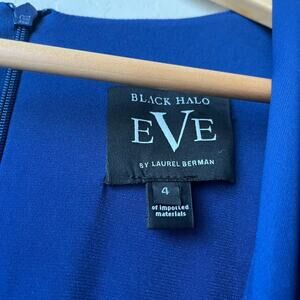 BLACK HALO
EVE
BY LAUREL BERMAN
4
of imported
materials